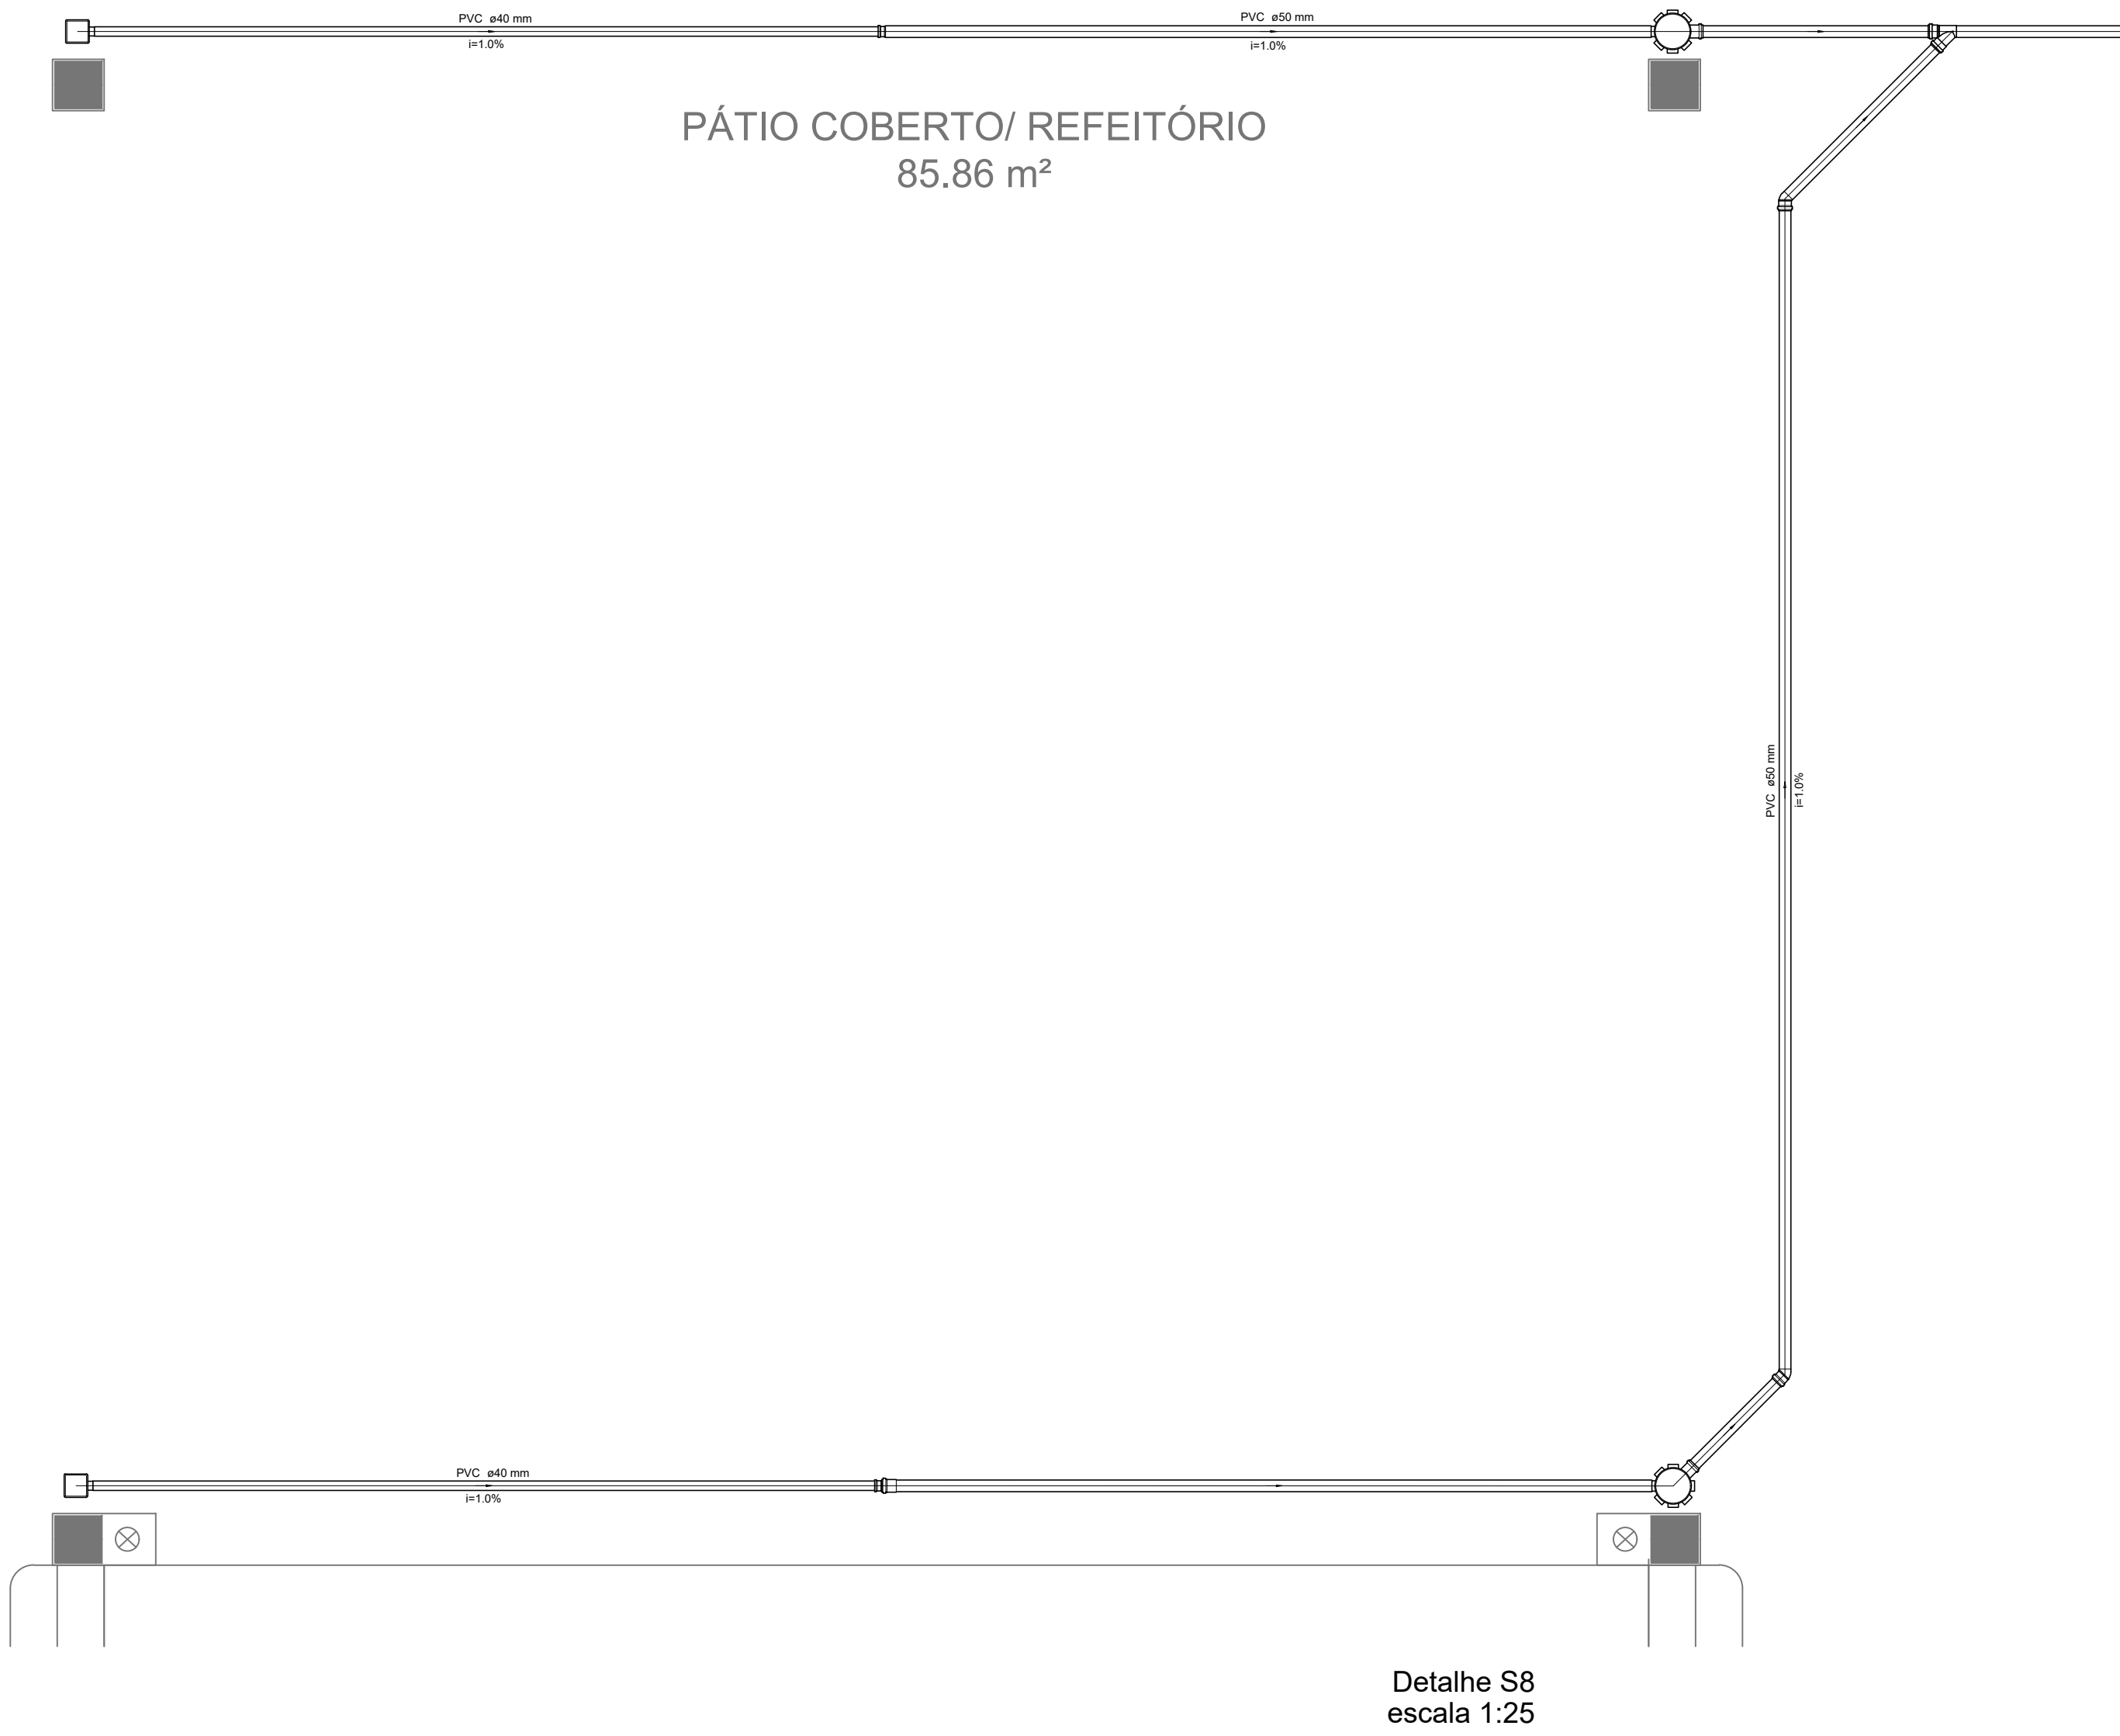 PVC ø40 mm
i=1.0%
PVC ø50 mm
i=1.0%
PÁTIO COBERTO/ REFEITÓRIO
85.86 m²
PVC ø50 mm
i=1.0%
PVC ø40 mm
i=1.0%
Detalhe S8
escala 1:25